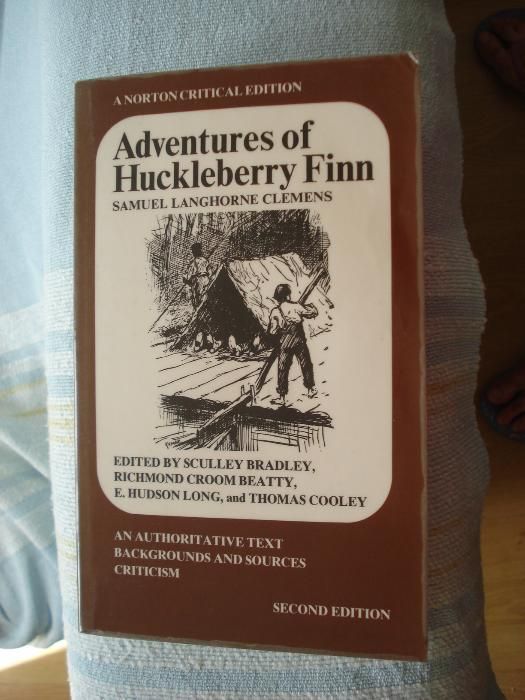 A NORTON CRITICAL EDITION
Adventures of
Huckleberry Finn
SAMUEL LANGHORNE CLEMENS
EDITED BY SCULLEY BRADLEY,
RICHMOND CROOM BEATTY,
E. HUDSON LONG, and THOMAS COOLEY
AN AUTHORITATIVE TEXT
BACKGROUNDS AND SOURCES
CRITICISM
SECOND EDITION